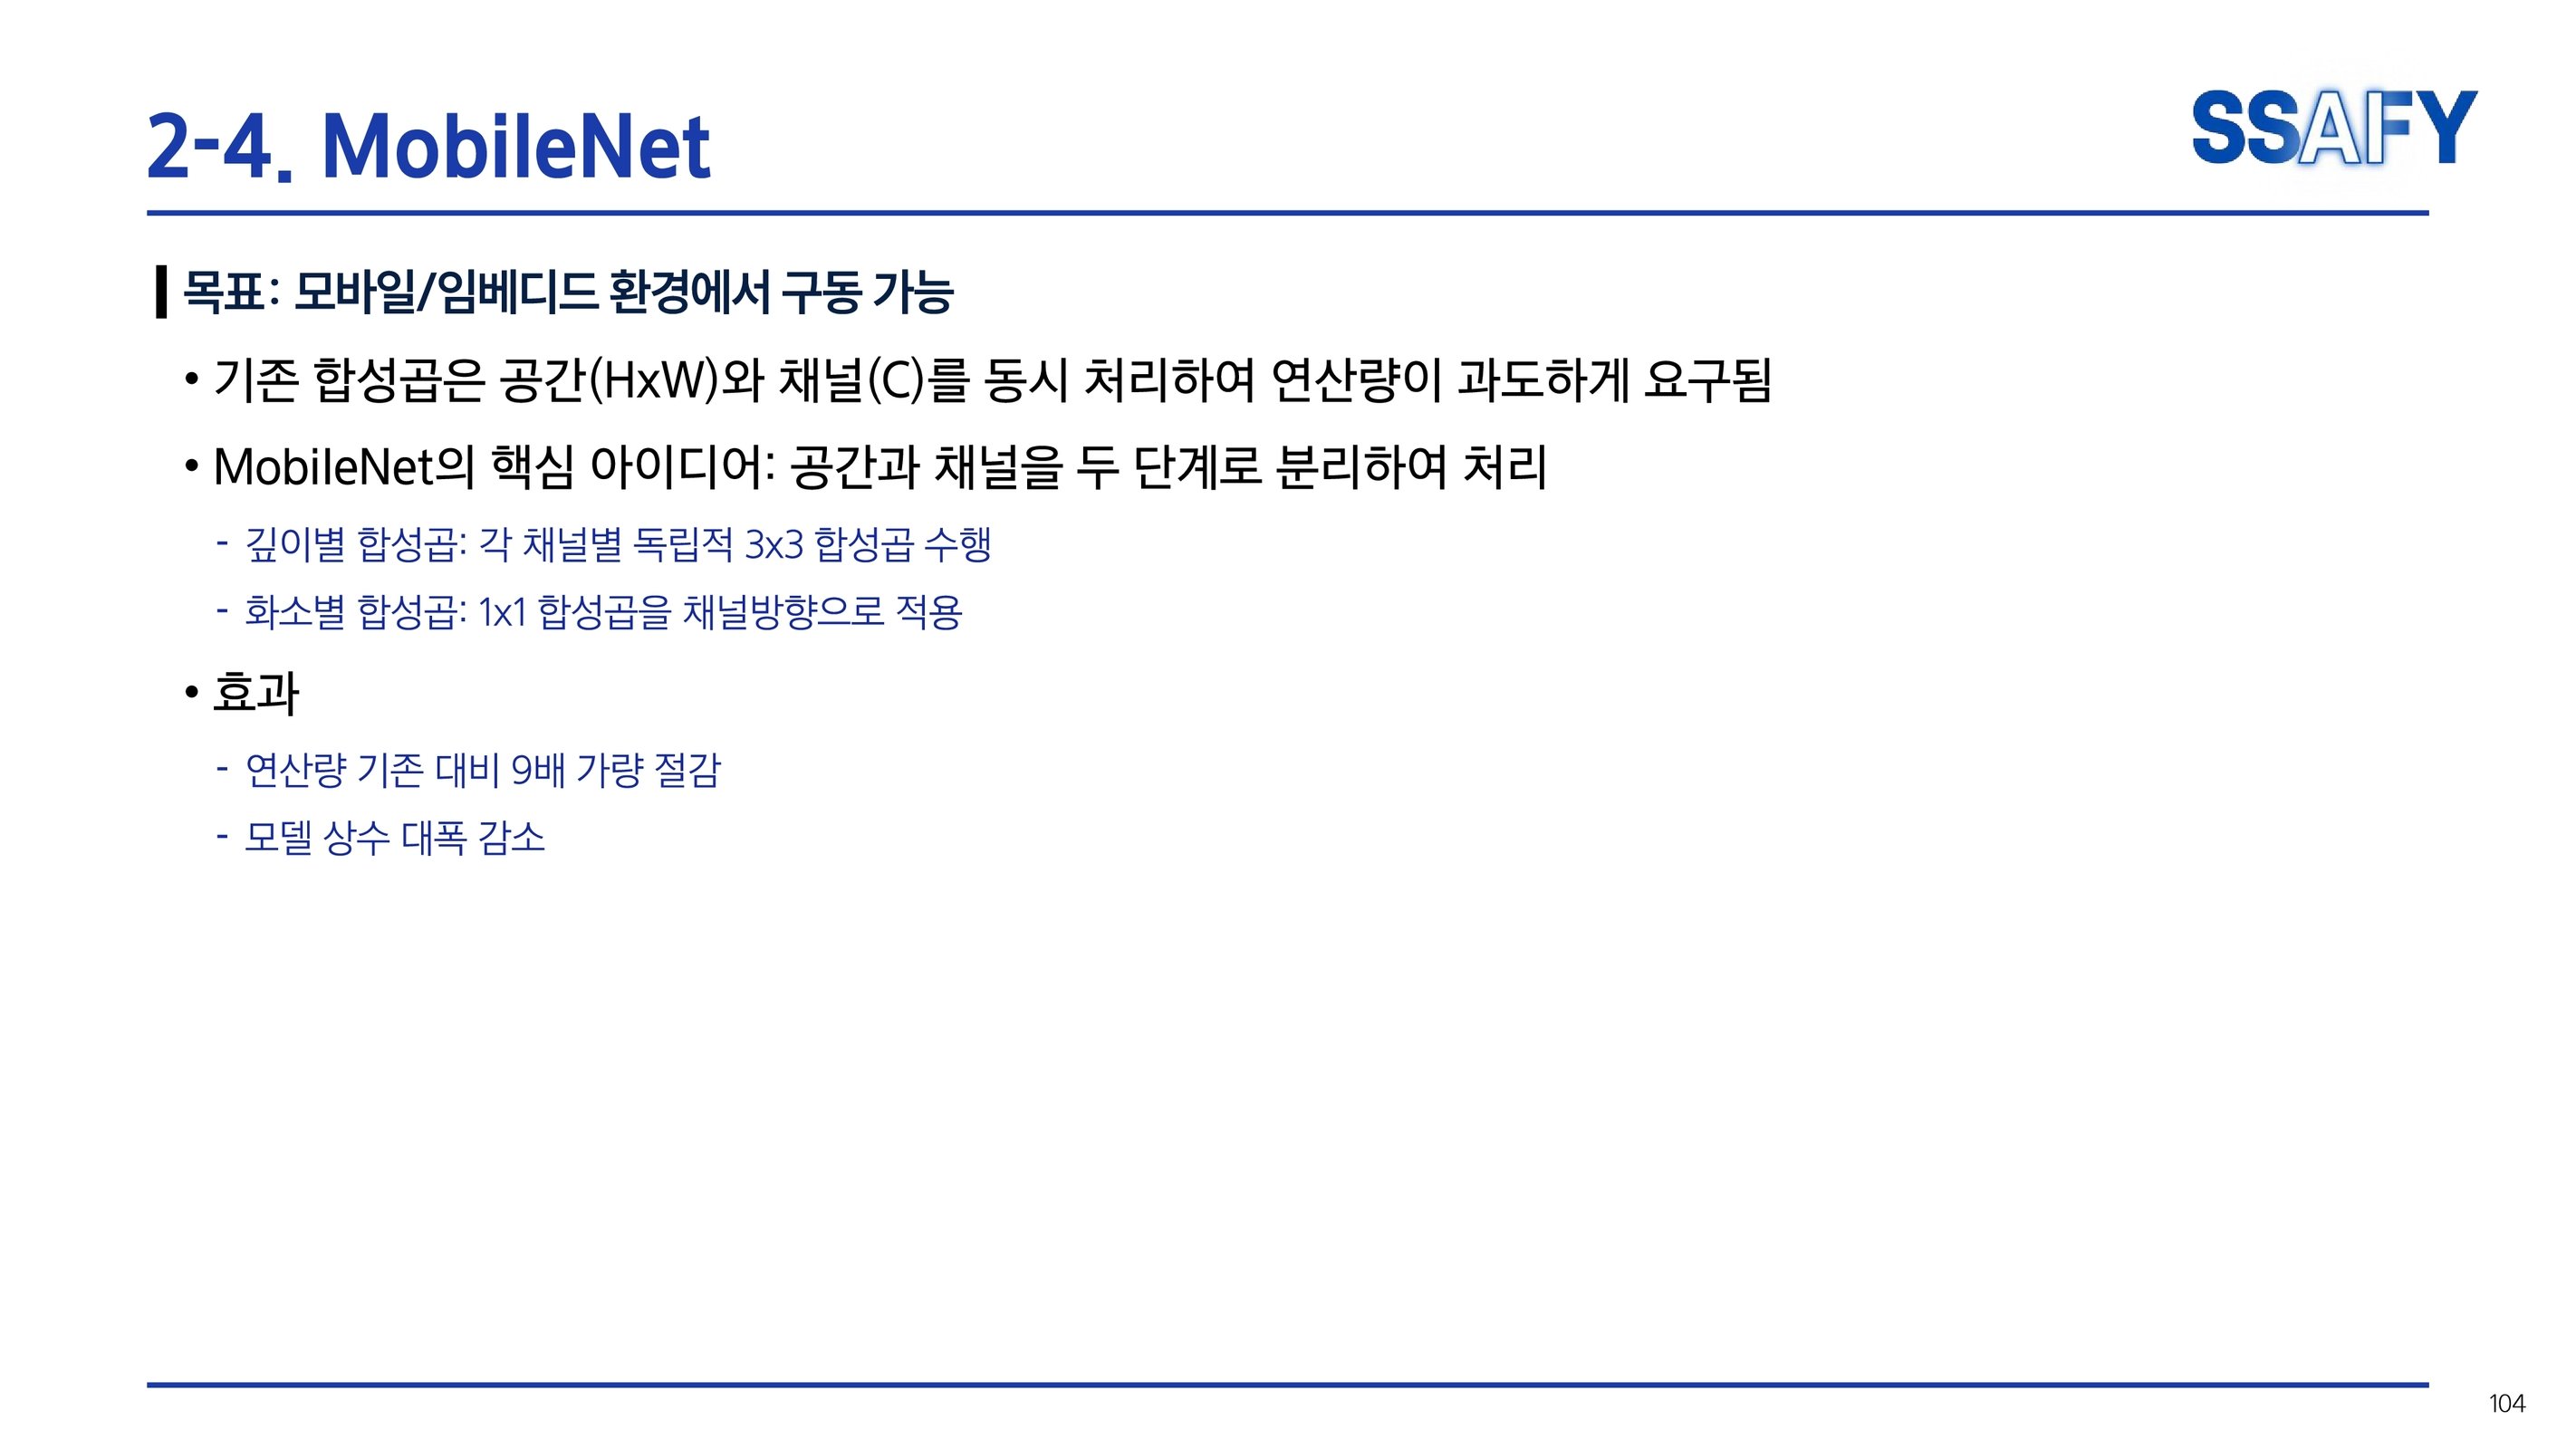 2-4. MobileNet
SSAFY
목표: 모바일/임베디드 환경에서 구동 가능
• 기존 합성곱은 공간(HxW)와 채널(C)를 동시 처리하여 연산량이 과도하게 요구됨
• MobileNet의 핵심 아이디어: 공간과 채널을 두 단계로 분리하여 처리
- 깊이별 합성곱: 각 채널별 독립적 3x3 합성곱 수행
- 화소별 합성곱: 1x1 합성곱을 채널방향으로 적용
• 효과
- 연산량 기존 대비 9배 가량 절감
- 모델 상수 대폭 감소
104